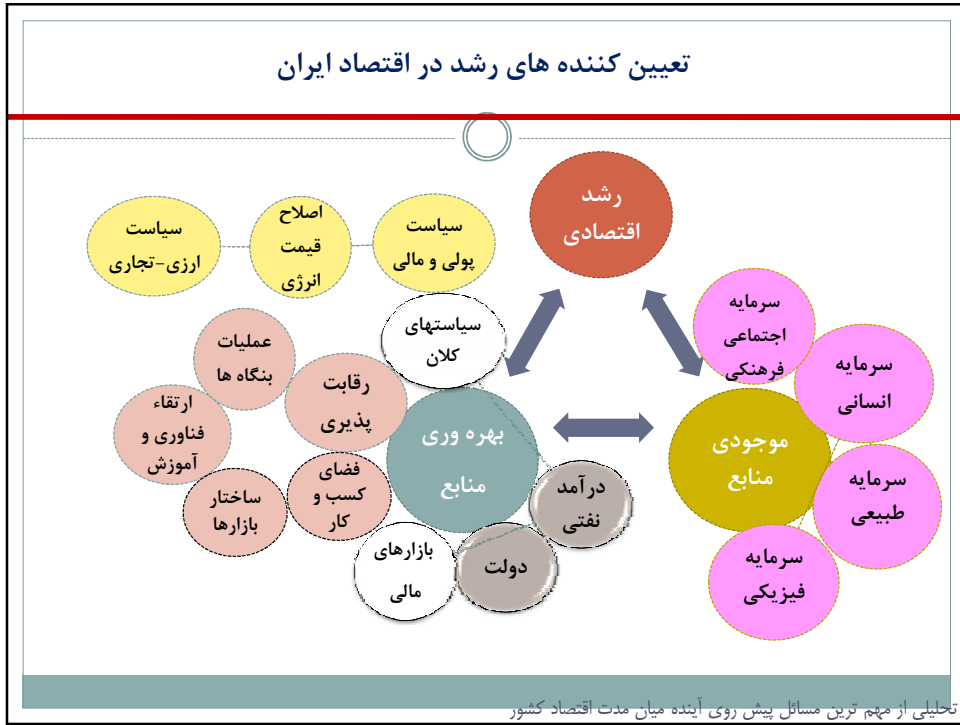 تعیین کننده های رشد در اقتصاد ایران
رشد
اقتصادی
سیاست
پولی و مالی
اصلاح
قیمت
انرژی
سیاست
ارزی-تجاری
سیاستهای
کلان
سرمایه
اجتماعی
فرهنکی
سرمایه
انسانی
موجودی
منابع
سرمایه
طبیعی
سرمایه
فیزیکی
بهره وری
منابع
رقابت
پذیری
عملیات
بنگاه ها
ارتقاء
فناوری و
آموزش
ساختار
بازارها
فضای
کسب و
کار
درآمد
نفتی
دولت
بازارهای
مالی
تحلیلی از مهم ترین مسائل پیش روی آینده میان مدت اقتصاد کشور